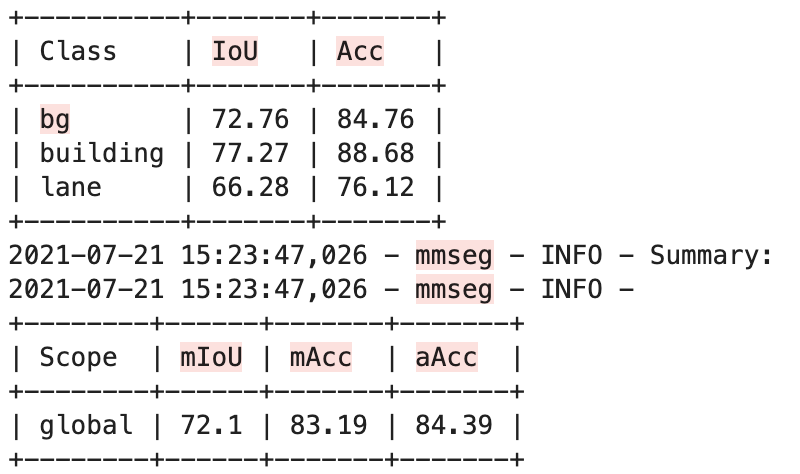 +----------+-------+-------+
| Class    | IoU   | Acc   |
+----------+-------+-------+
| bg       | 72.76 | 84.76 |
| building | 77.27 | 88.68 |
| lane     | 66.28 | 76.12 |
+----------+-------+-------+
2021-07-21 15:23:47,026 - mmseg - INFO - Summary:
2021-07-21 15:23:47,026 - mmseg - INFO -
+--------+------+-------+-------+
| Scope  | mIoU | mAcc  | aAcc  |
+--------+------+-------+-------+
| global | 72.1 | 83.19 | 84.39 |
+--------+------+-------+-------+